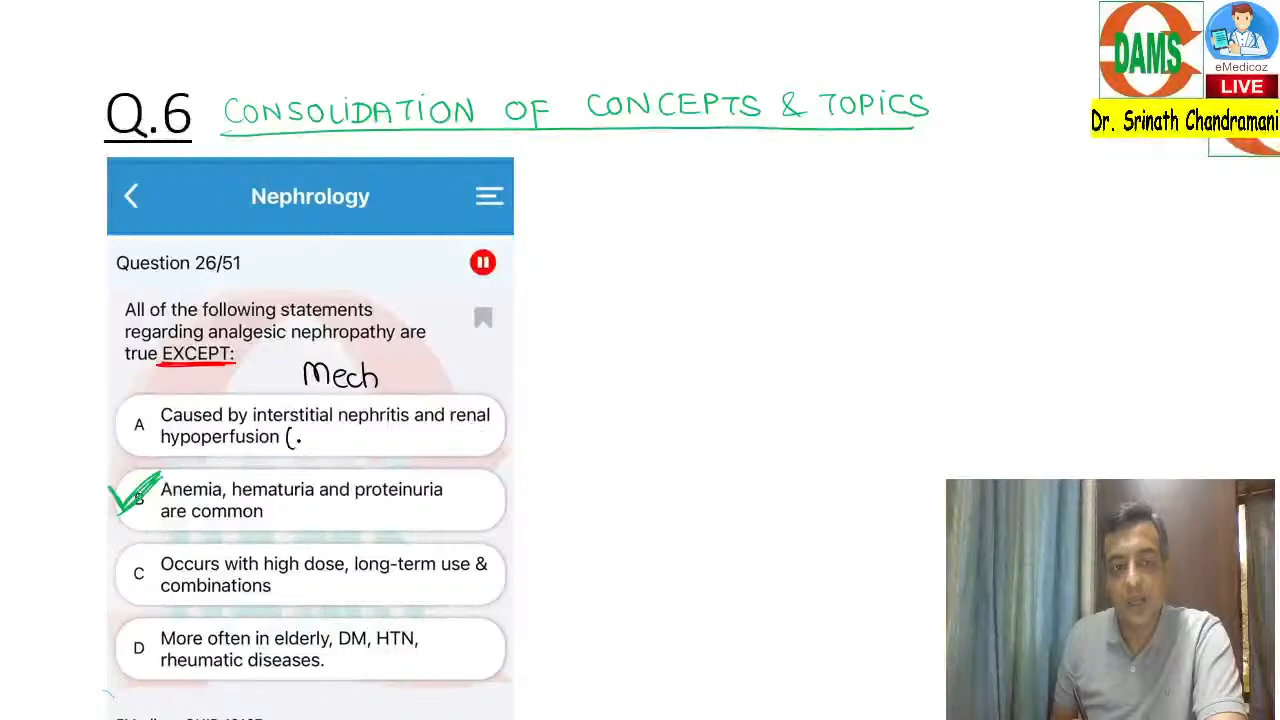 DAMS
eMedicoz
LIVE
Dr. Srinath Chandramani
Q.6 CONSOLIDATION OF CONCEPTS & TOPICS
Nephrology
Question 26/51
All of the following statements
regarding analgesic nephropathy are
true EXCEPT:
Mech
A Caused by interstitial nephritis and renal
hypoperfusion (.
B Anemia, hematuria and proteinuria
are common
C Occurs with high dose, long-term use &
combinations
D More often in elderly, DM, HTN,
rheumatic diseases.